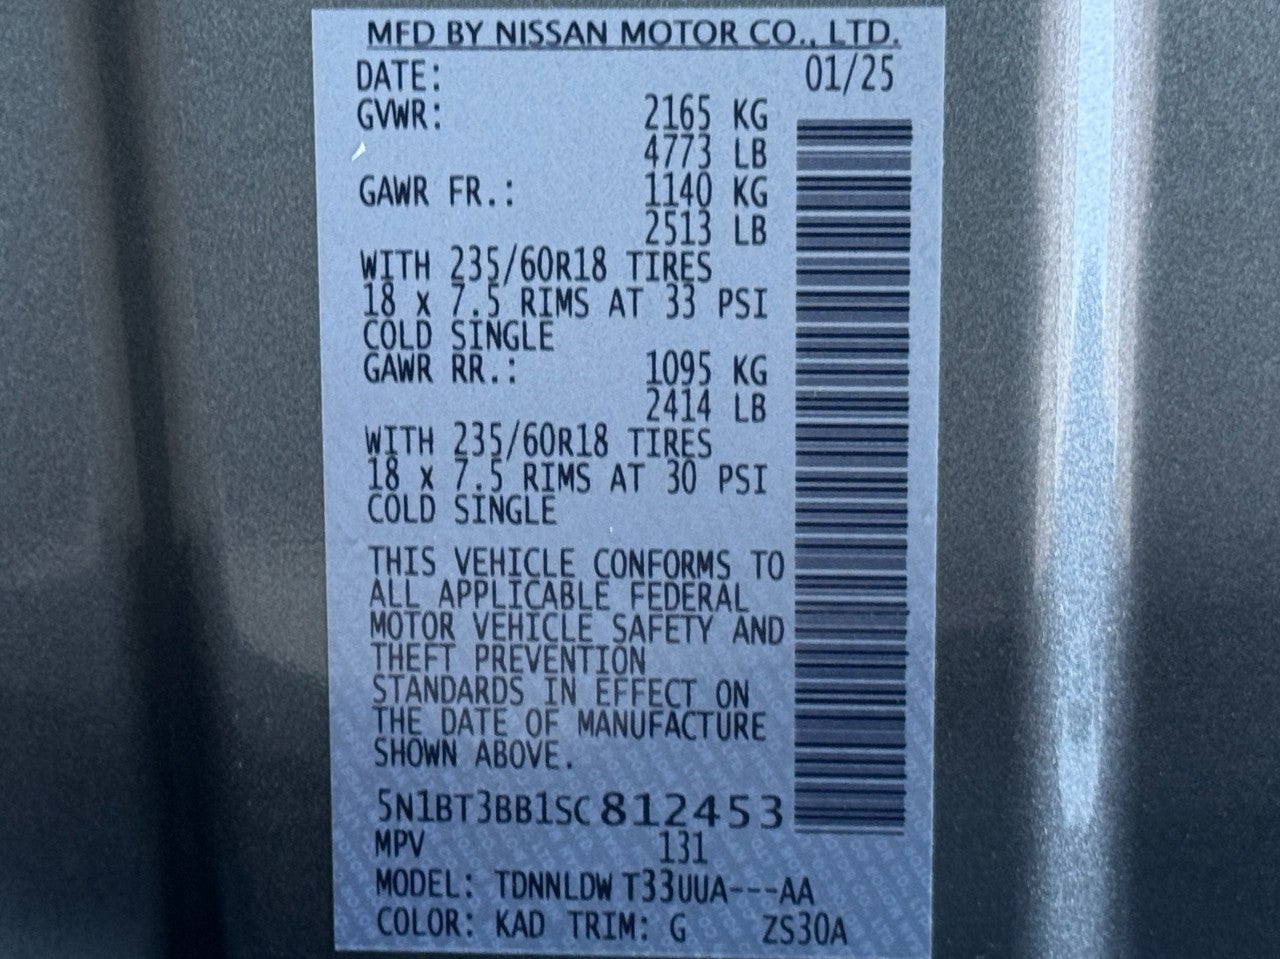 MFD BY NISSAN MOTOR CO., LTD.
DATE: 01/25
GVWR: 2165 KG
4773 LB
GAWR FR.: 1140 KG
2513 LB
WITH 235/60R18 TIRES
18 x 7.5 RIMS AT 33 PSI
COLD SINGLE
GAWR RR.: 1095 KG
2414 LB
WITH 235/60R18 TIRES
18 x 7.5 RIMS AT 30 PSI
COLD SINGLE
THIS VEHICLE CONFORMS TO
ALL APPLICABLE FEDERAL
MOTOR VEHICLE SAFETY AND
THEFT PREVENTION
STANDARDS IN EFFECT ON
THE DATE OF MANUFACTURE
SHOWN ABOVE.
5N1BT3BB1SC812453
MPV 131
MODEL: TDNNLDW T33UUA---AA
COLOR: KAD TRIM: G ZS30A